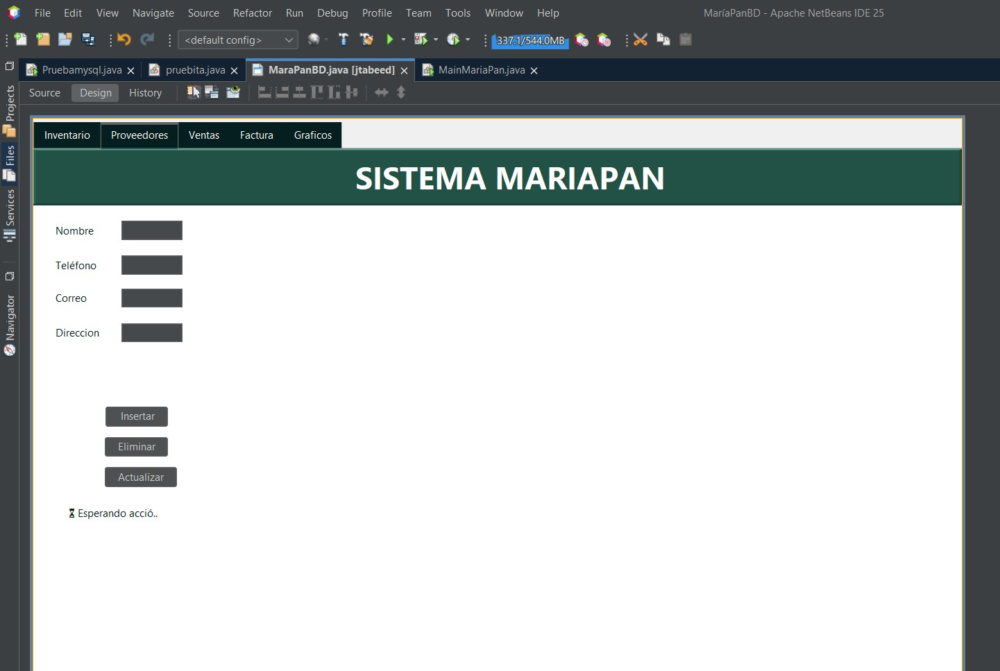 File Edit View Navigate Source Refactor Run Debug Profile Team Tools Window Help MaríaPanBD - Apache NetBeans IDE 25
<default config> 337.1/544.0MB
Pruebamysql.java pruebita.java MaraPanBD.java [jtabeed] MainMariaPan.java
Source Design History
Projects
Files
Services
Navigator
Inventario Proveedores Ventas Factura Graficos
SISTEMA MARIAPAN
Nombre
Teléfono
Correo
Direccion
Insertar
Eliminar
Actualizar
Esperando acció..